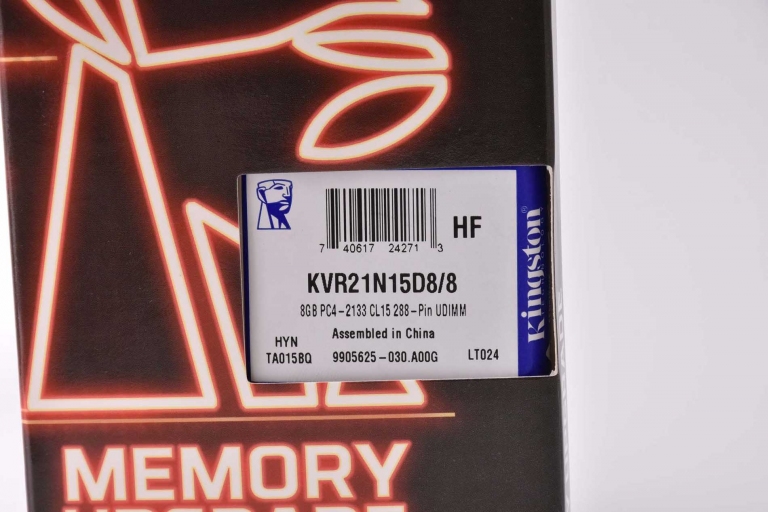 7 40617 24271 3
HF
KVR21N15D8/8
8GB PC4-2133 CL15 288-Pin UDIMM
Assembled in China
HYN
TA015BQ 9905625-030.A00G LT024
Kingston®
MEMORY
UPGRADE